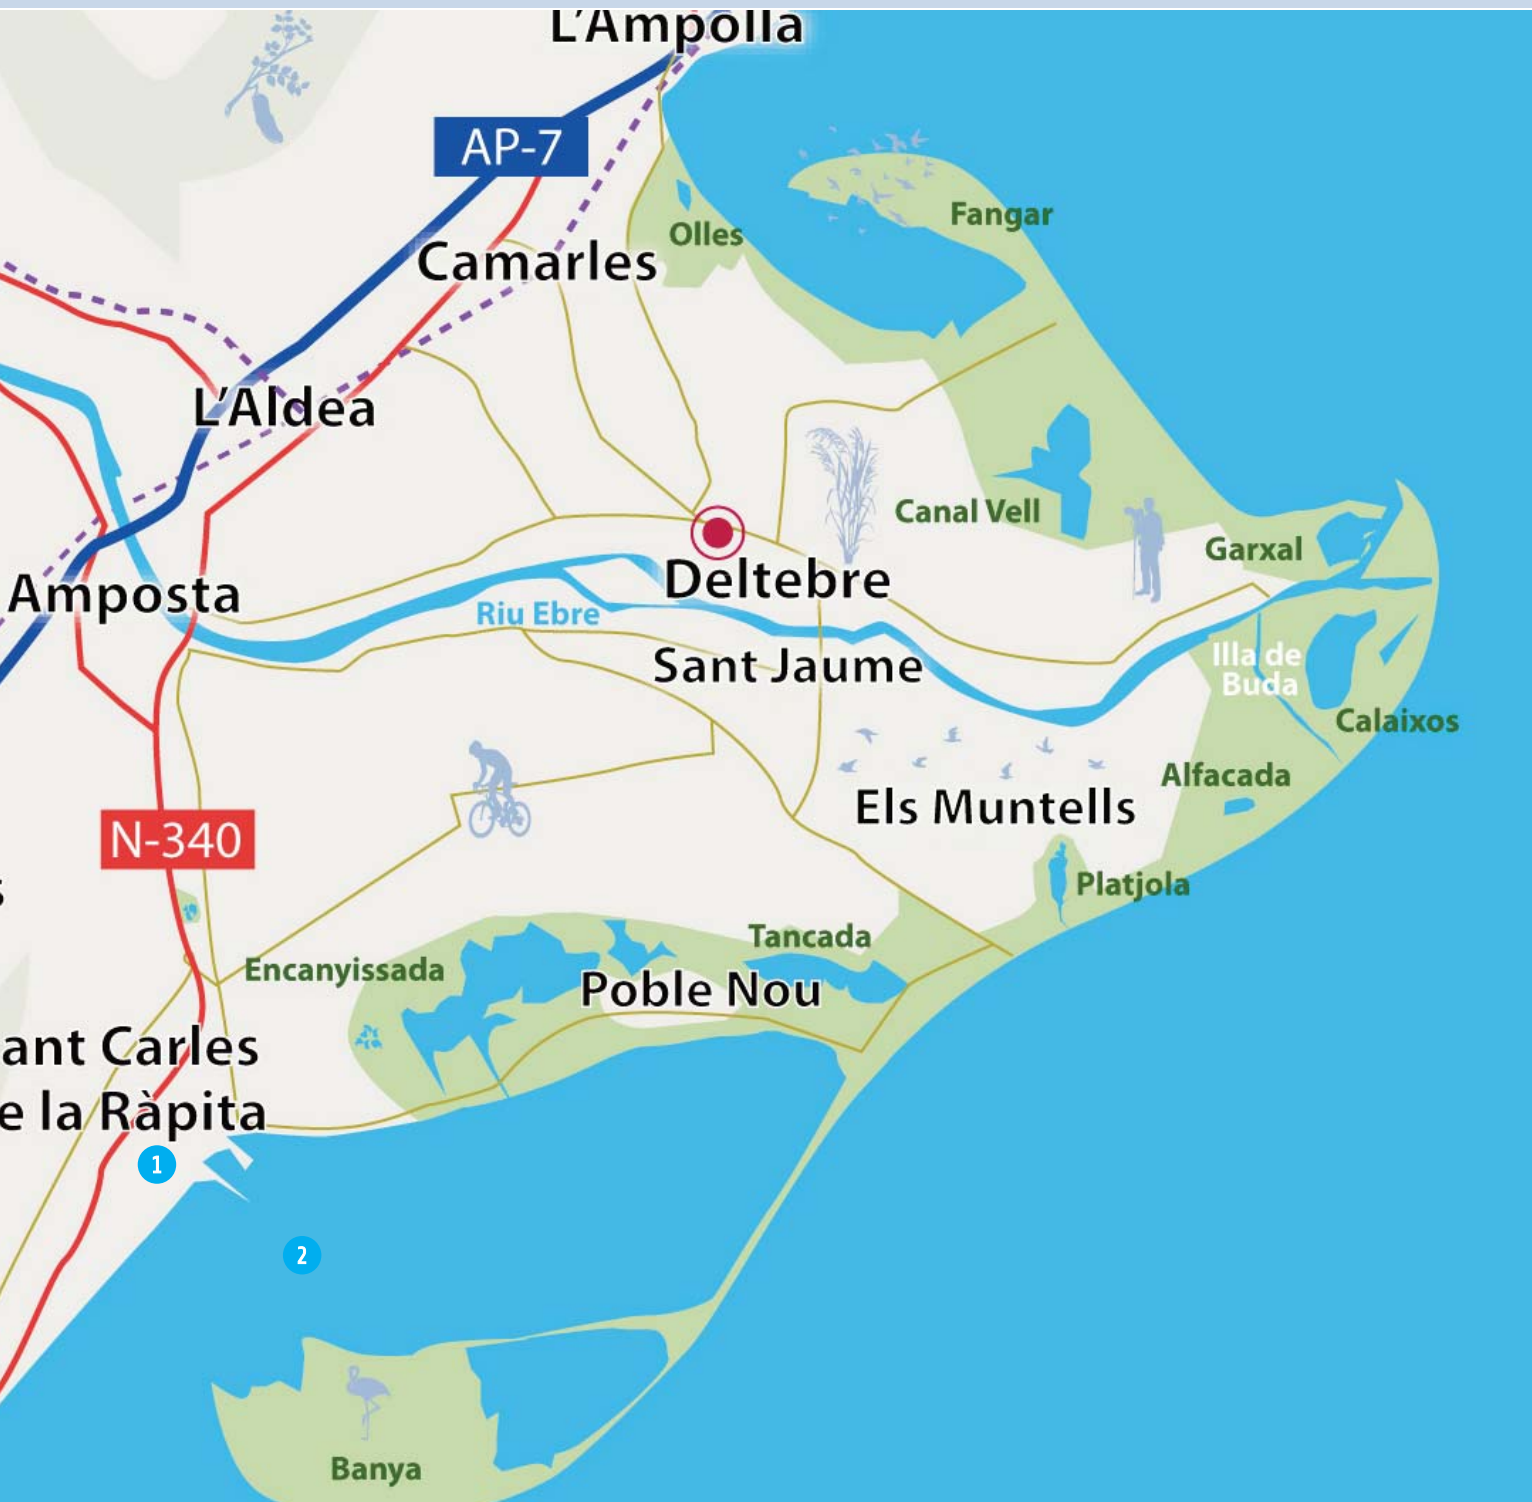 L'Ampolla
AP-7
Fangar
Olles
Camarles
L'Aldea
Canal Vell
Garxal
Deltebre
Amposta
Riu Ebre
Sant Jaume
Illa de
Buda
Calaixos
Alfacada
Els Muntells
N-340
s
Platjola
Tancada
Encanyissada
Poble Nou
ant Carles
e la Ràpita
1
2
Banya